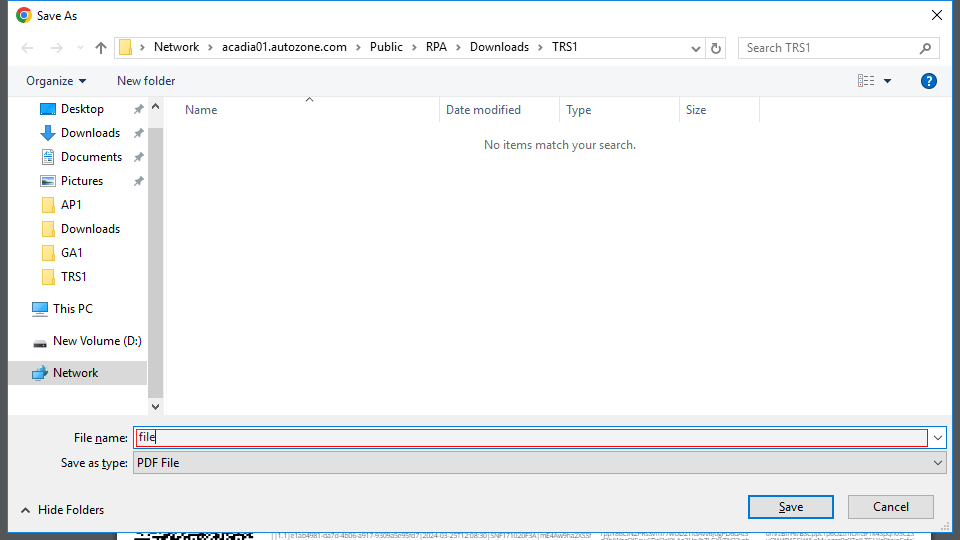 Save As
Network acadia01.autozone.com Public RPA Downloads TRS1
Search TRS1
Organize New folder
Name Date modified Type Size
No items match your search.
Desktop
Downloads
Documents
Pictures
AP1
Downloads
GA1
TRS1
This PC
New Volume (D:)
Network
File name: file
Save as type: PDF File
Hide Folders
Save Cancel